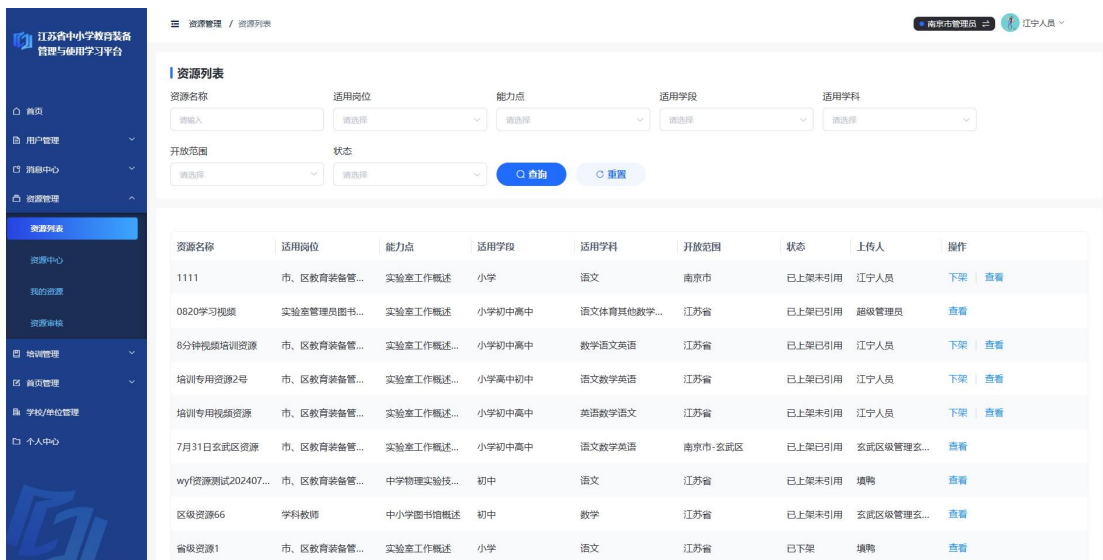 江苏省中小学教育装备
管理与使用学习平台
首页
用户管理
消息中心
资源管理
资源列表
资源中心
我的资源
资源审核
培训管理
首页管理
学校/单位管理
个人中心
资源管理 / 资源列表
南京市管理员 江宁人员
资源列表
资源名称 适用岗位 能力点 适用学段 适用学科
请输入 请选择 请选择 请选择 请选择
开放范围 状态
请选择 请选择 查询 重置
资源名称 适用岗位 能力点 适用学段 适用学科 开放范围 状态 上传人 操作
1111 市、区教育装备管... 实验室工作概述 小学 语文 南京市 已上架未引用 江宁人员 下架 查看
0820学习视频 实验室管理员图书... 实验室工作概述 小学初中高中 语文体育其他数学... 江苏省 已上架已引用 超级管理员 查看
8分钟视频培训资源 市、区教育装备管... 实验室工作概述... 小学初中高中 数学语文英语 江苏省 已上架已引用 江宁人员 下架 查看
培训专用资源2号 市、区教育装备管... 实验室工作概述... 小学高中初中 语文数学英语 江苏省 已上架已引用 江宁人员 下架 查看
培训专用视频资源 市、区教育装备管... 实验室工作概述... 小学初中高中 英语数学语文 江苏省 已上架未引用 江宁人员 下架 查看
7月31日玄武区资源 市、区教育装备管... 实验室工作概述... 小学初中高中 语文数学英语 南京市-玄武区 已上架已引用 玄武区级管理玄... 查看
wyf资源测试202407... 市、区教育装备管... 中学物理实验技... 初中 语文 江苏省 已上架未引用 填鸭 查看
区级资源66 学科教师 中小学图书馆概述 初中 数学 江苏省 已上架未引用 玄武区级管理玄... 查看
省级资源1 市、区教育装备管... 实验室工作概述 小学 语文 江苏省 已下架 填鸭 查看